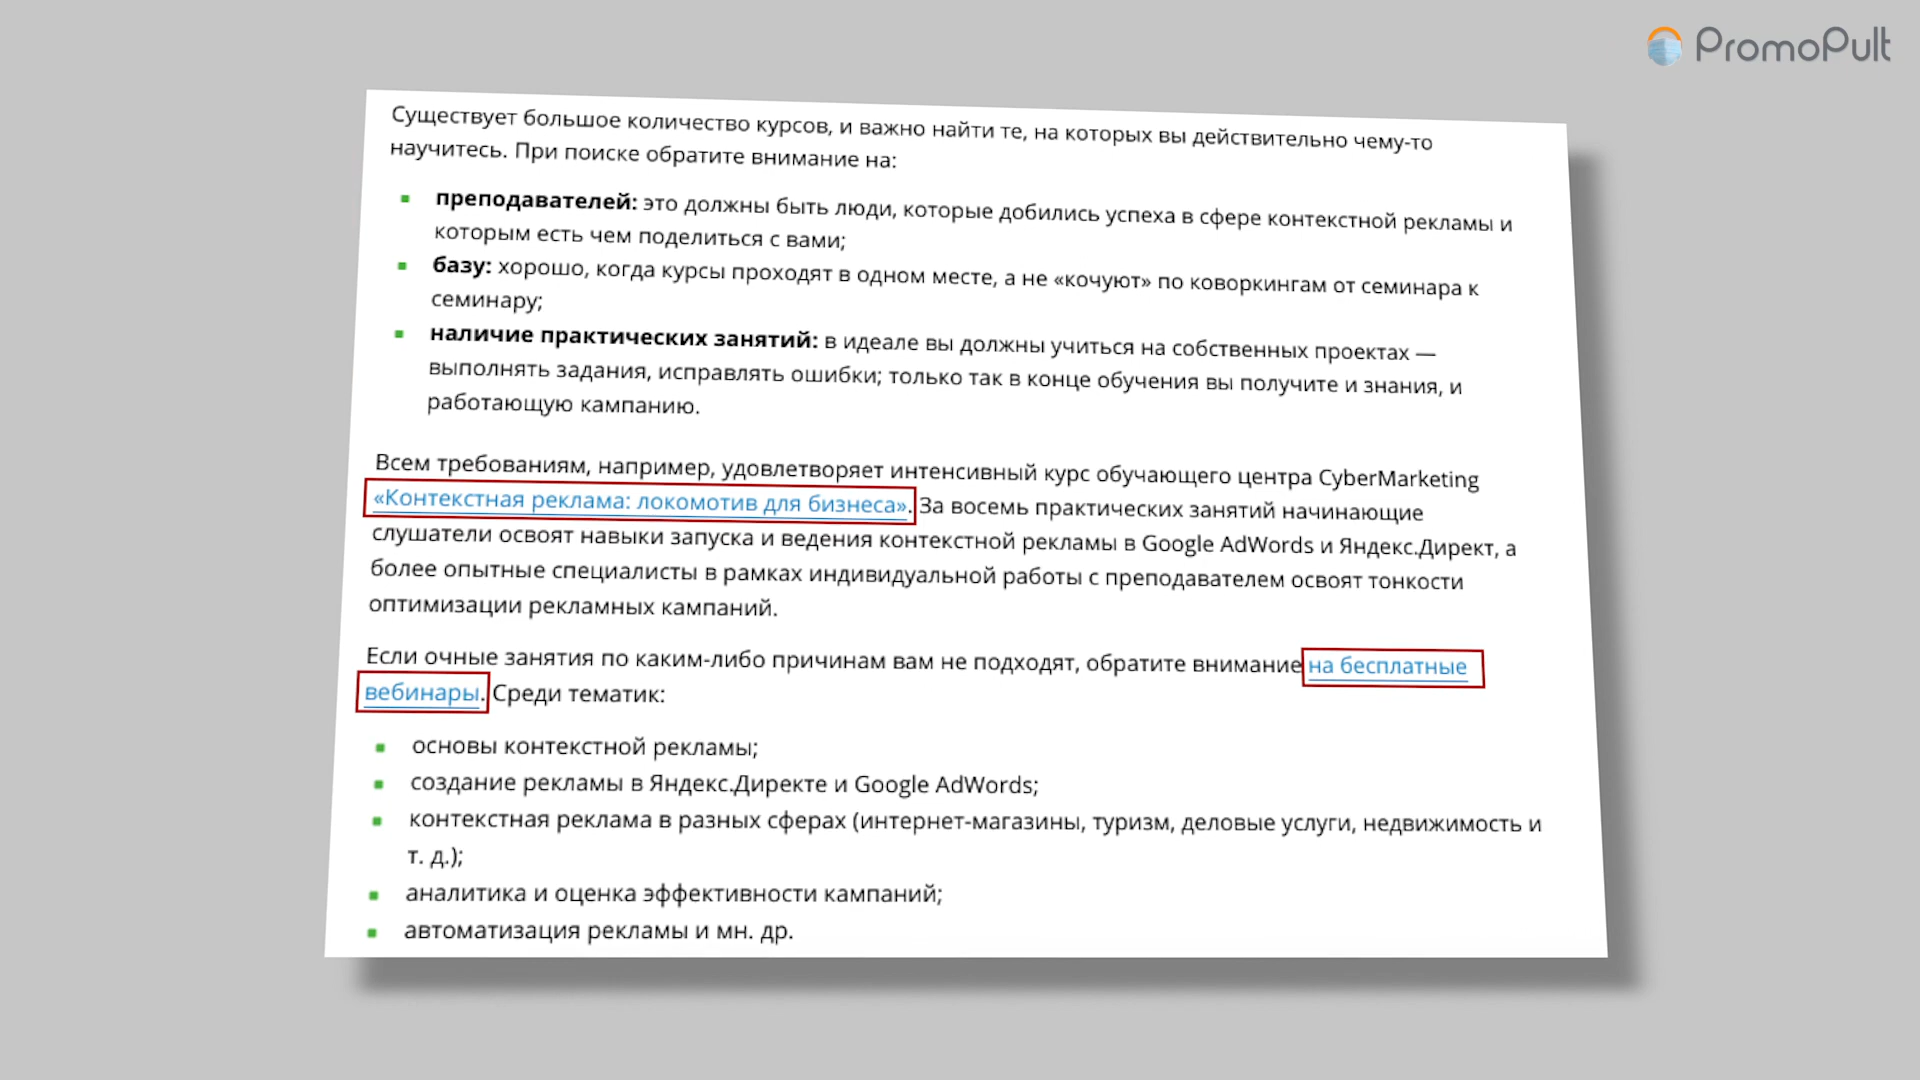 PromoPult
Существует большое количество курсов, и важно найти те, на которых вы действительно чему-то
научитесь. При поиске обратите внимание на:
преподавателей: это должны быть люди, которые добились успеха в сфере контекстной рекламы и
которым есть чем поделиться с вами;
базу: хорошо, когда курсы проходят в одном месте, а не «кочуют» по коворкингам от семинара к
семинару;
наличие практических занятий: в идеале вы должны учиться на собственных проектах —
выполнять задания, исправлять ошибки; только так в конце обучения вы получите и знания, и
работающую кампанию.
Всем требованиям, например, удовлетворяет интенсивный курс обучающего центра CyberMarketing
«Контекстная реклама: локомотив для бизнеса». За восемь практических занятий начинающие
слушатели освоят навыки запуска и ведения контекстной рекламы в Google AdWords и Яндекс.Директ, а
более опытные специалисты в рамках индивидуальной работы с преподавателем освоят тонкости
оптимизации рекламных кампаний.
Если очные занятия по каким-либо причинам вам не подходят, обратите внимание на бесплатные
вебинары. Среди тематик:
основы контекстной рекламы;
создание рекламы в Яндекс.Директе и Google AdWords;
контекстная реклама в разных сферах (интернет-магазины, туризм, деловые услуги, недвижимость и
т. д.);
аналитика и оценка эффективности кампаний;
автоматизация рекламы и мн. др.